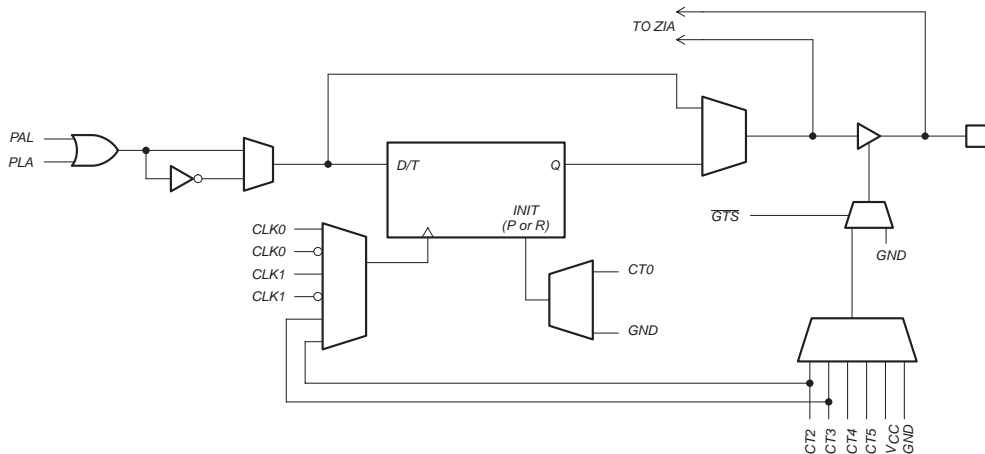 TO ZIA
PAL
PLA
D/T
Q
INIT
(P or R)
CLK0
CLK0
CLK1
CLK1
CT0
GND
GTS
GND
CT2
CT3
CT4
CT5
VCC
GND